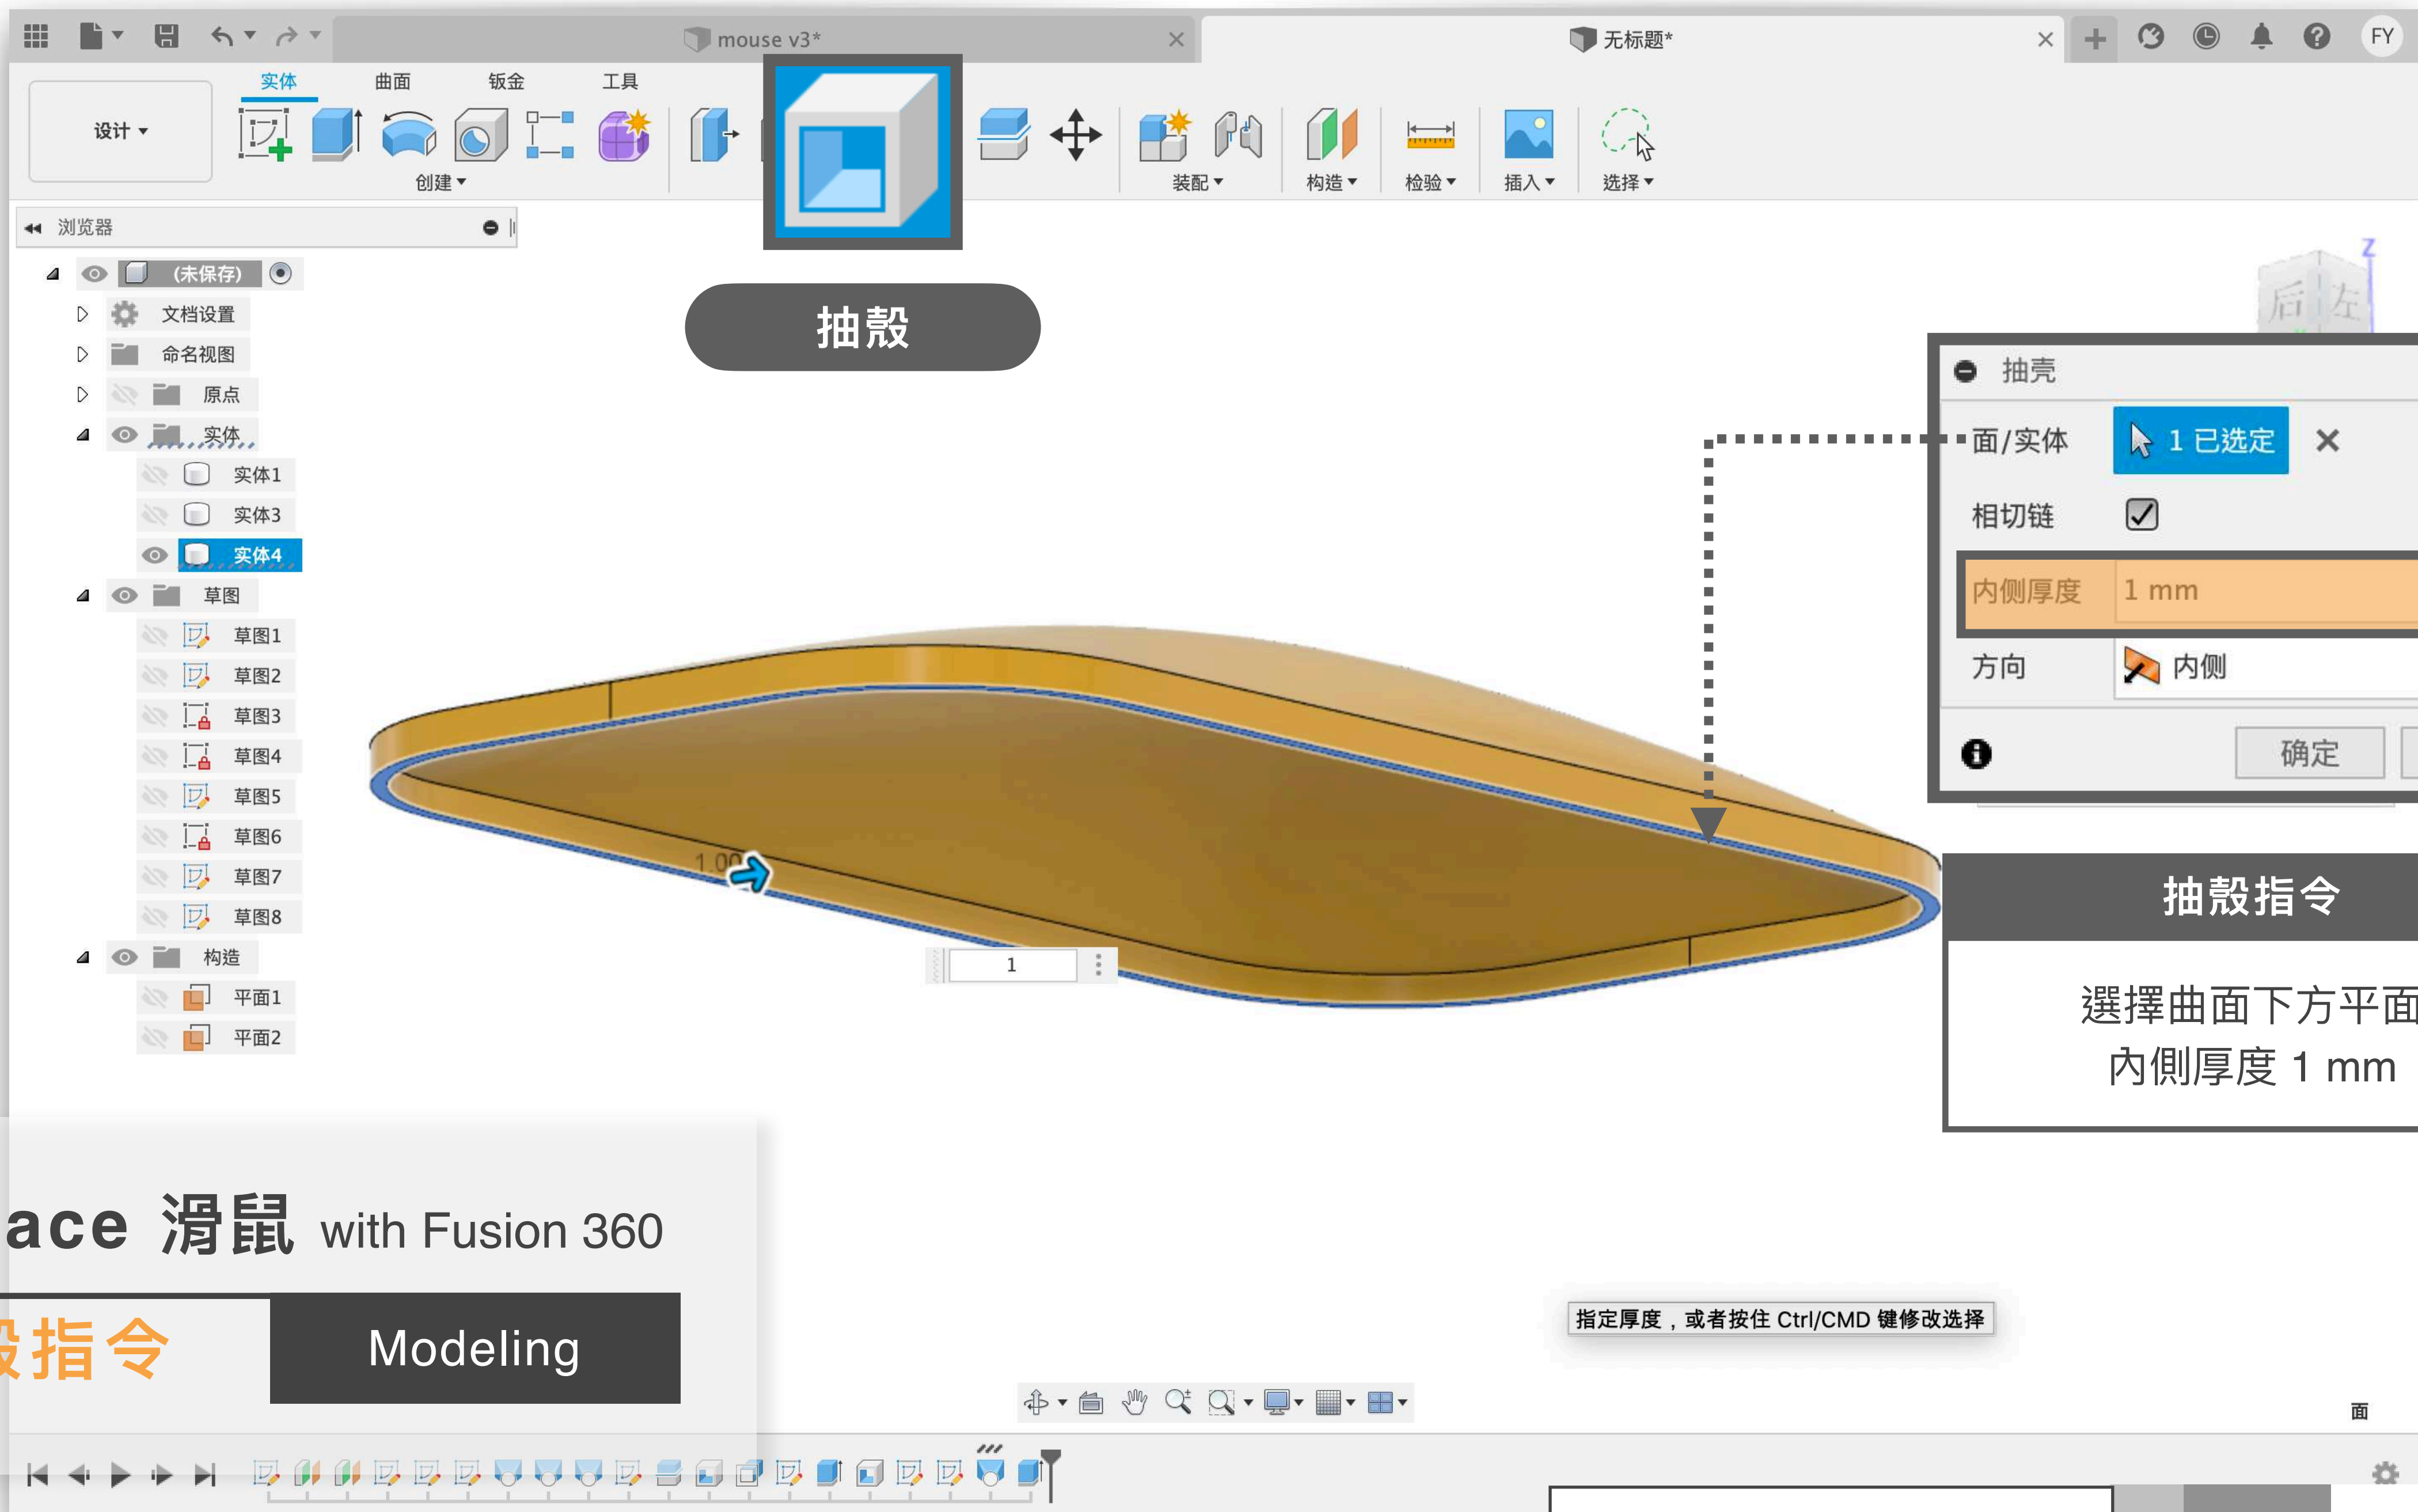 mouse v3*
无标题*
FY
实体
曲面
钣金
工具
设计
创建
装配
构造
检验
插入
选择
浏览器
(未保存)
文档设置
命名视图
原点
实体
实体1
实体3
实体4
草图
草图1
草图2
草图3
草图4
草图5
草图6
草图7
草图8
构造
平面1
平面2
抽殼
Z
后
左
抽壳
面/实体
1 已选定
相切链
内侧厚度
1 mm
方向
内侧
确定
1.00
1
抽殼指令
選擇曲面下方平面
內側厚度 1 mm
ace 滑鼠 with Fusion 360
殼指令
Modeling
指定厚度，或者按住 Ctrl/CMD 键修改选择
面